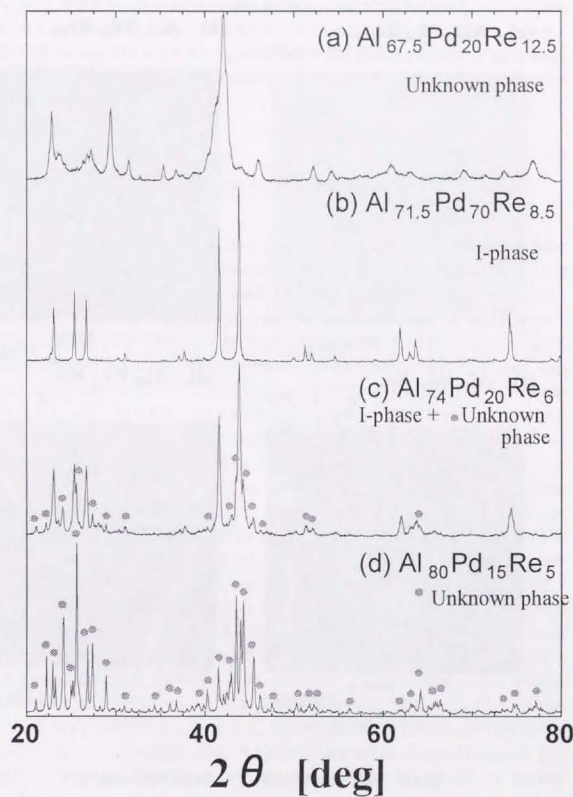 (a) Al67.5Pd20Re12.5
Unknown phase
(b) Al71.5Pd70Re8.5
I-phase
(c) Al74Pd20Re6
I-phase + Unknown
phase
(d) Al80Pd15Re5
Unknown phase
20 40 60 80
2 θ [deg]